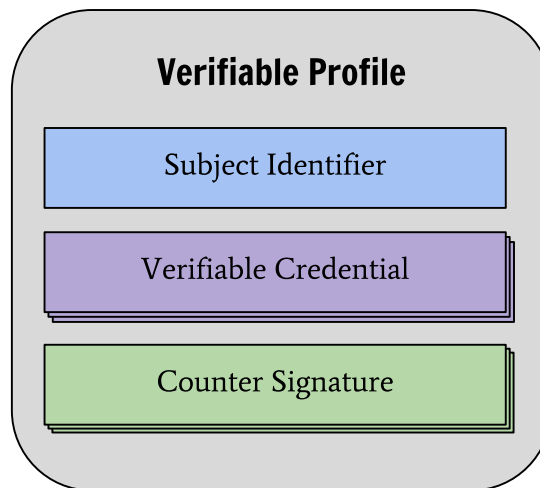 Verifiable Profile
Subject Identifier
Verifiable Credential
Counter Signature